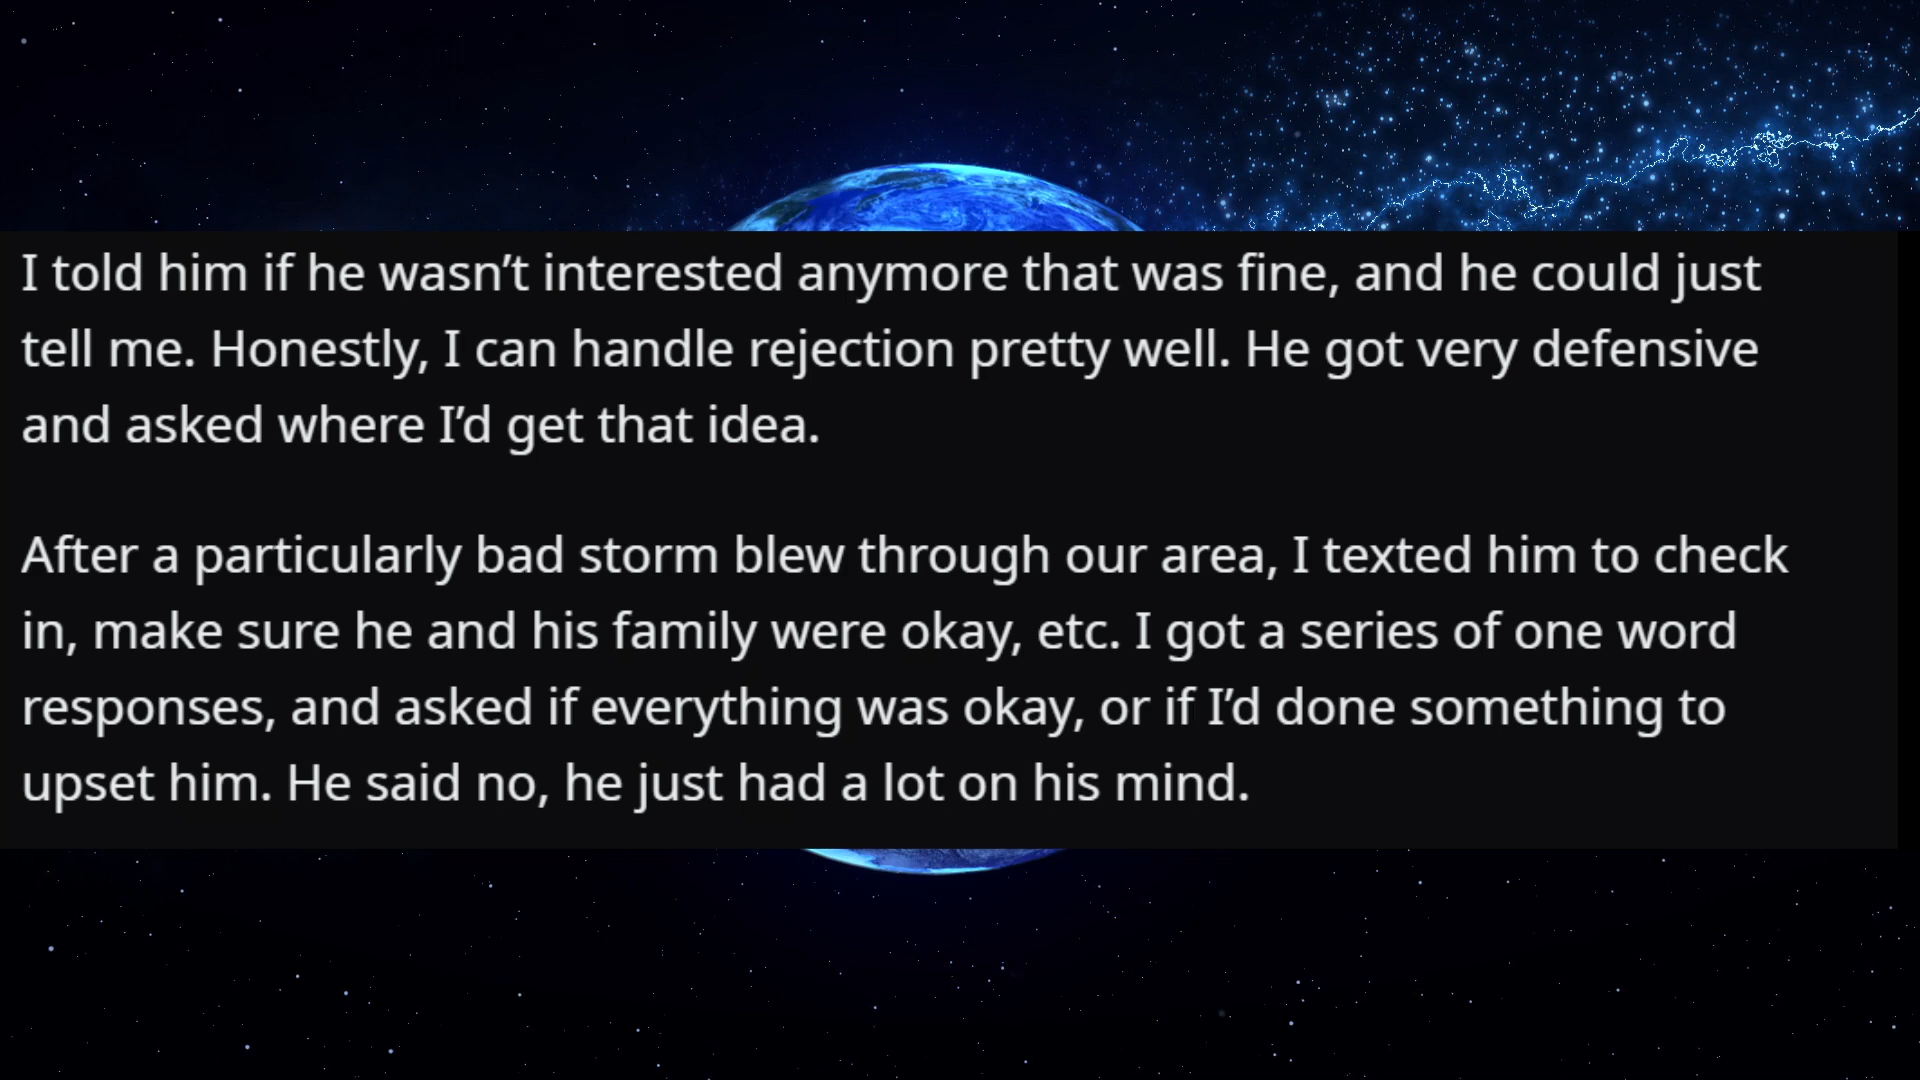 I told him if he wasn’t interested anymore that was fine, and he could just
tell me. Honestly, I can handle rejection pretty well. He got very defensive
and asked where I’d get that idea.
After a particularly bad storm blew through our area, I texted him to check
in, make sure he and his family were okay, etc. I got a series of one word
responses, and asked if everything was okay, or if I’d done something to
upset him. He said no, he just had a lot on his mind.